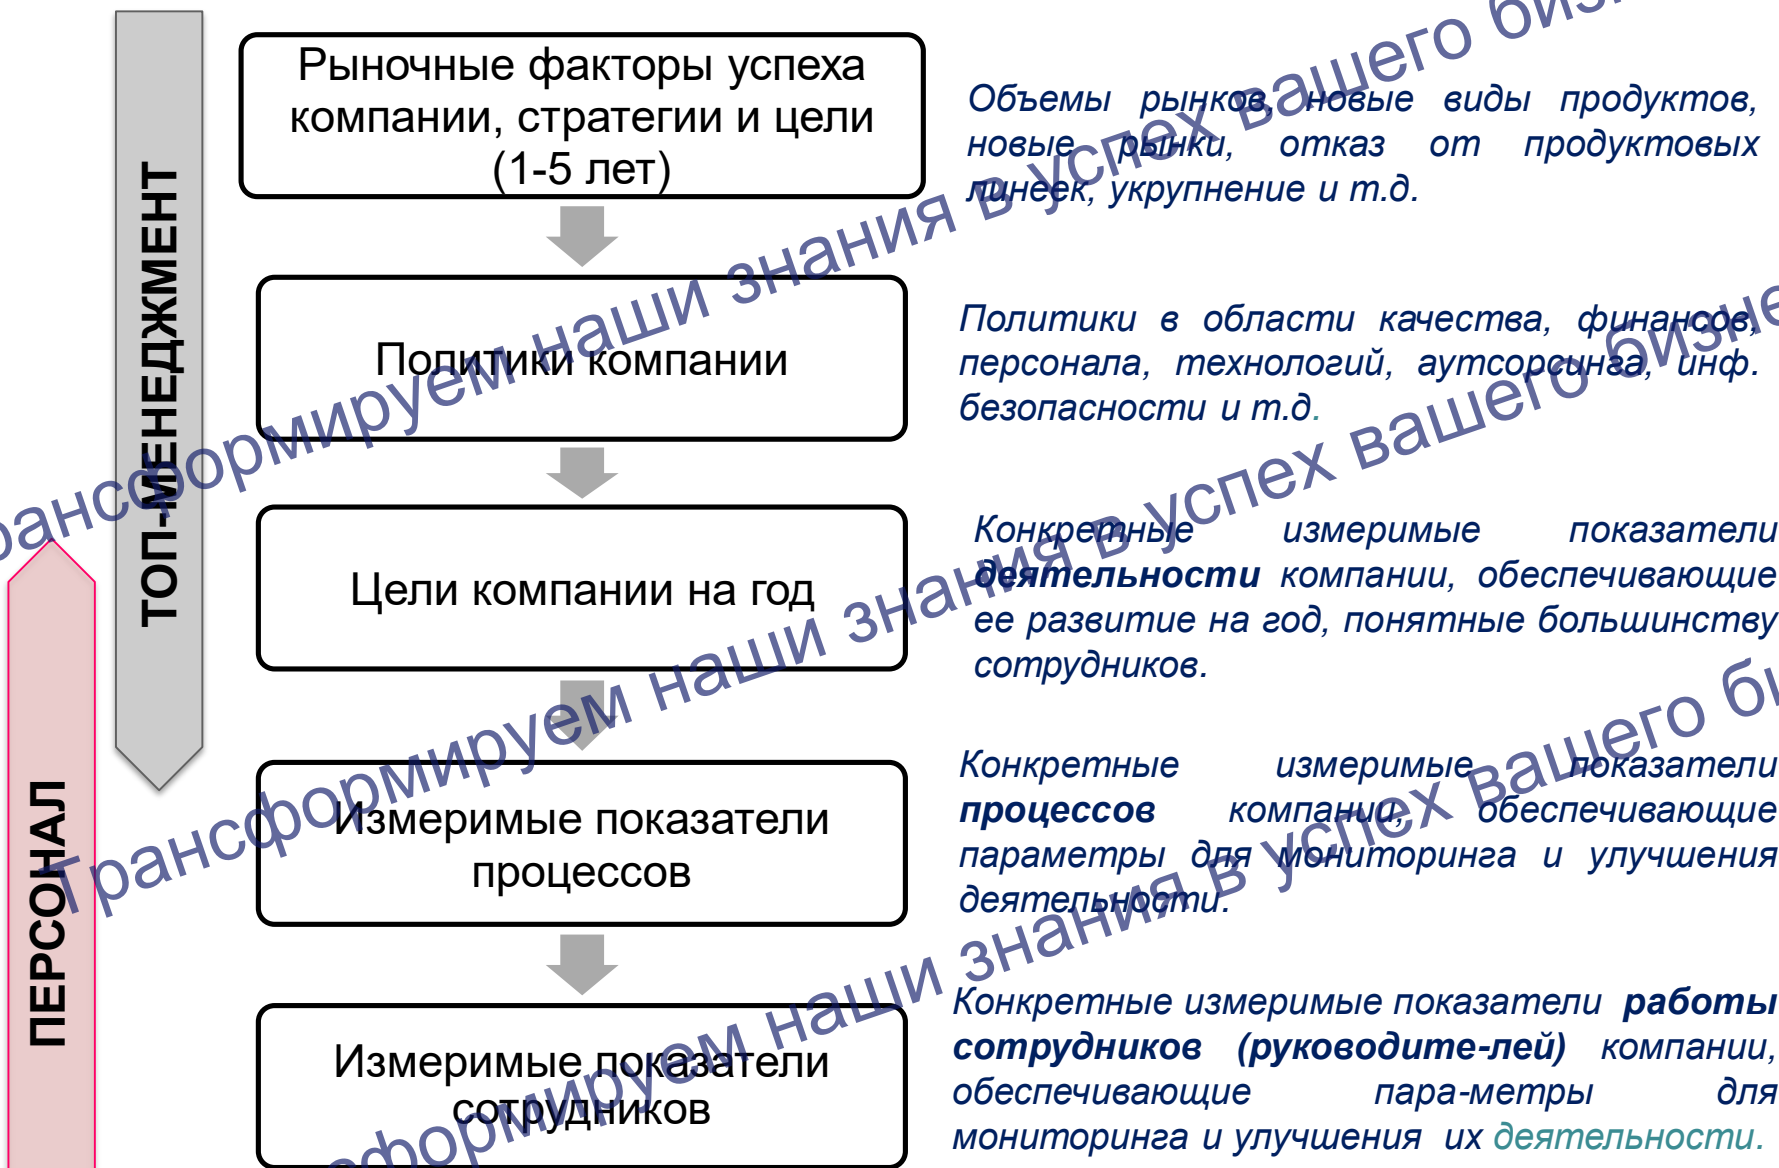 ТОП-МЕНЕДЖМЕНТ
ПЕРСОНАЛ
Рыночные факторы успеха
компании, стратегии и цели
(1-5 лет)
Объемы рынков, новые виды продуктов,
новые рынки, отказ от продуктовых
линеек, укрупнение и т.д.
Политики компании
Политики в области качества, финансов,
персонала, технологий, аутсорсинга, инф.
безопасности и т.д.
Цели компании на год
Конкретные измеримые показатели
деятельности компании, обеспечивающие
ее развитие на год, понятные большинству
сотрудников.
Измеримые показатели
процессов
Конкретные измеримые показатели
процессов компании, обеспечивающие
параметры для мониторинга и улучшения
деятельности.
Измеримые показатели
сотрудников
Конкретные измеримые показатели работы
сотрудников (руководите-лей) компании,
обеспечивающие пара-метры для
мониторинга и улучшения их деятельности.
наши знания в успех вашего
Трансформируем наши знания в успех вашего
наши знания в успех вашего